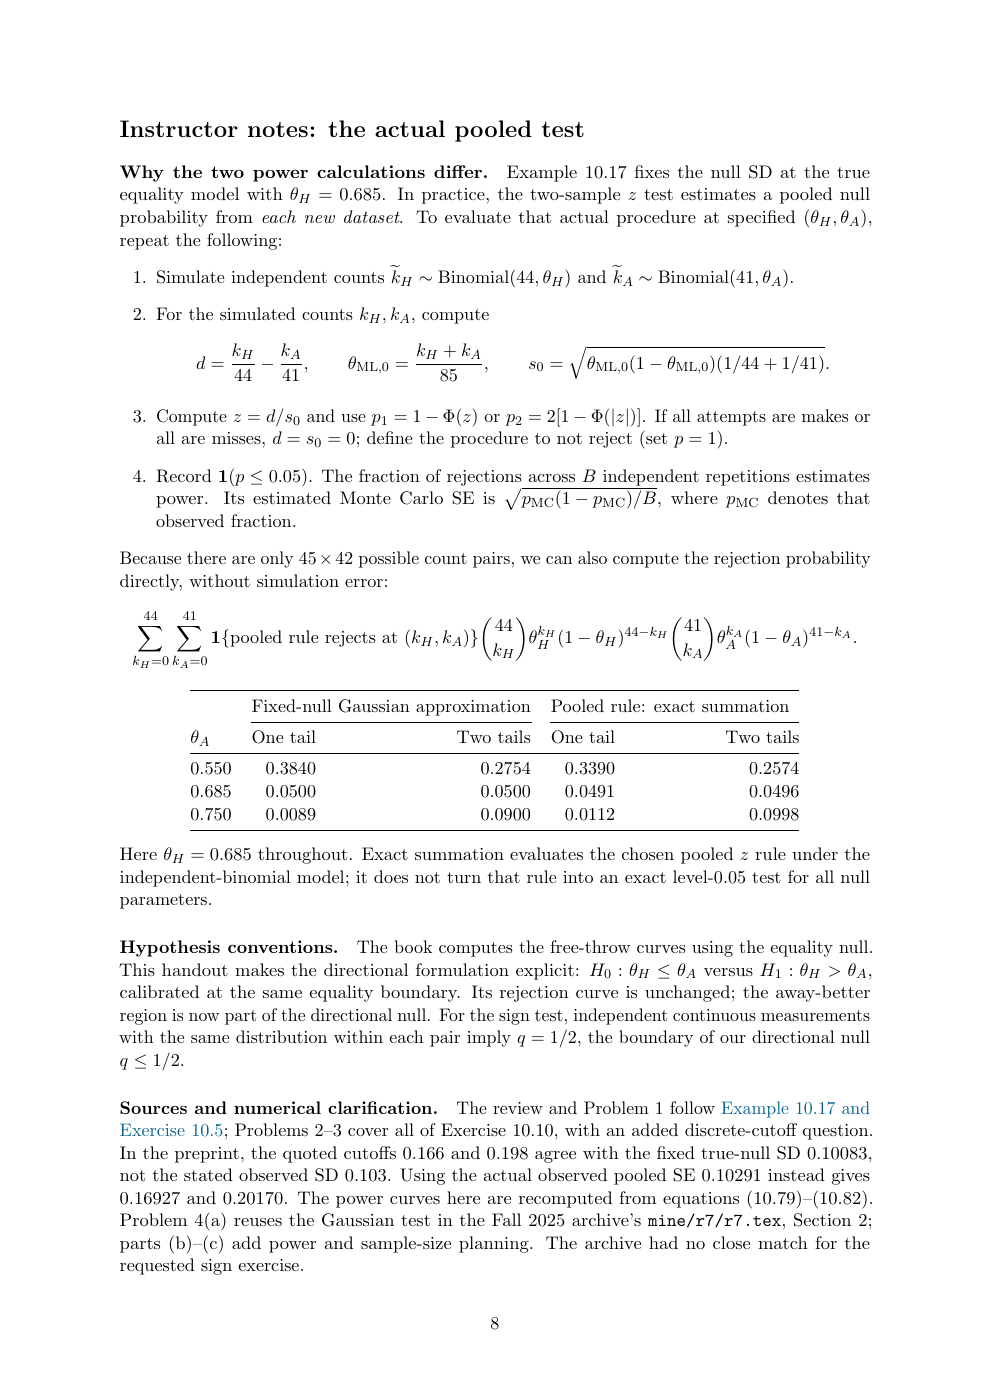 Instructor notes: the actual pooled test
Why the two power calculations differ. Example 10.17 fixes the null SD at the true
equality model with θ_H = 0.685. In practice, the two-sample z test estimates a pooled null
probability from each new dataset. To evaluate that actual procedure at specified (θ_H, θ_A),
repeat the following:
1. Simulate independent counts k̃_H ∼ Binomial(44, θ_H) and k̃_A ∼ Binomial(41, θ_A).
2. For the simulated counts k_H, k_A, compute
d = k_H/44 − k_A/41, θ_ML,0 = (k_H + k_A)/85, s_0 = √(θ_ML,0(1 − θ_ML,0)(1/44 + 1/41)).
3. Compute z = d/s_0 and use p_1 = 1 − Φ(z) or p_2 = 2[1 − Φ(|z|)]. If all attempts are makes or
all are misses, d = s_0 = 0; define the procedure to not reject (set p = 1).
4. Record 1(p ≤ 0.05). The fraction of rejections across B independent repetitions estimates
power. Its estimated Monte Carlo SE is √(p_MC(1 − p_MC)/B), where p_MC denotes that
observed fraction.
Because there are only 45 × 42 possible count pairs, we can also compute the rejection probability
directly, without simulation error:
∑_{k_H=0}^{44} ∑_{k_A=0}^{41} 1{pooled rule rejects at (k_H, k_A)} (44 k_H) θ_H^{k_H} (1 − θ_H)^{44−k_H} (41 k_A) θ_A^{k_A} (1 − θ_A)^{41−k_A}.
Fixed-null Gaussian approximation Pooled rule: exact summation
θ_A One tail Two tails One tail Two tails
0.550 0.3840 0.2754 0.3390 0.2574
0.685 0.0500 0.0500 0.0491 0.0496
0.750 0.0089 0.0900 0.0112 0.0998
Here θ_H = 0.685 throughout. Exact summation evaluates the chosen pooled z rule under the
independent-binomial model; it does not turn that rule into an exact level-0.05 test for all null
parameters.
Hypothesis conventions. The book computes the free-throw curves using the equality null.
This handout makes the directional formulation explicit: H_0 : θ_H ≤ θ_A versus H_1 : θ_H > θ_A,
calibrated at the same equality boundary. Its rejection curve is unchanged; the away-better
region is now part of the directional null. For the sign test, independent continuous measurements
with the same distribution within each pair imply q = 1/2, the boundary of our directional null
q ≤ 1/2.
Sources and numerical clarification. The review and Problem 1 follow Example 10.17 and
Exercise 10.5; Problems 2–3 cover all of Exercise 10.10, with an added discrete-cutoff question.
In the preprint, the quoted cutoffs 0.166 and 0.198 agree with the fixed true-null SD 0.10083,
not the stated observed SD 0.103. Using the actual observed pooled SE 0.10291 instead gives
0.16927 and 0.20170. The power curves here are recomputed from equations (10.79)–(10.82).
Problem 4(a) reuses the Gaussian test in the Fall 2025 archive's mine/r7/r7.tex, Section 2;
parts (b)–(c) add power and sample-size planning. The archive had no close match for the
requested sign exercise.
8